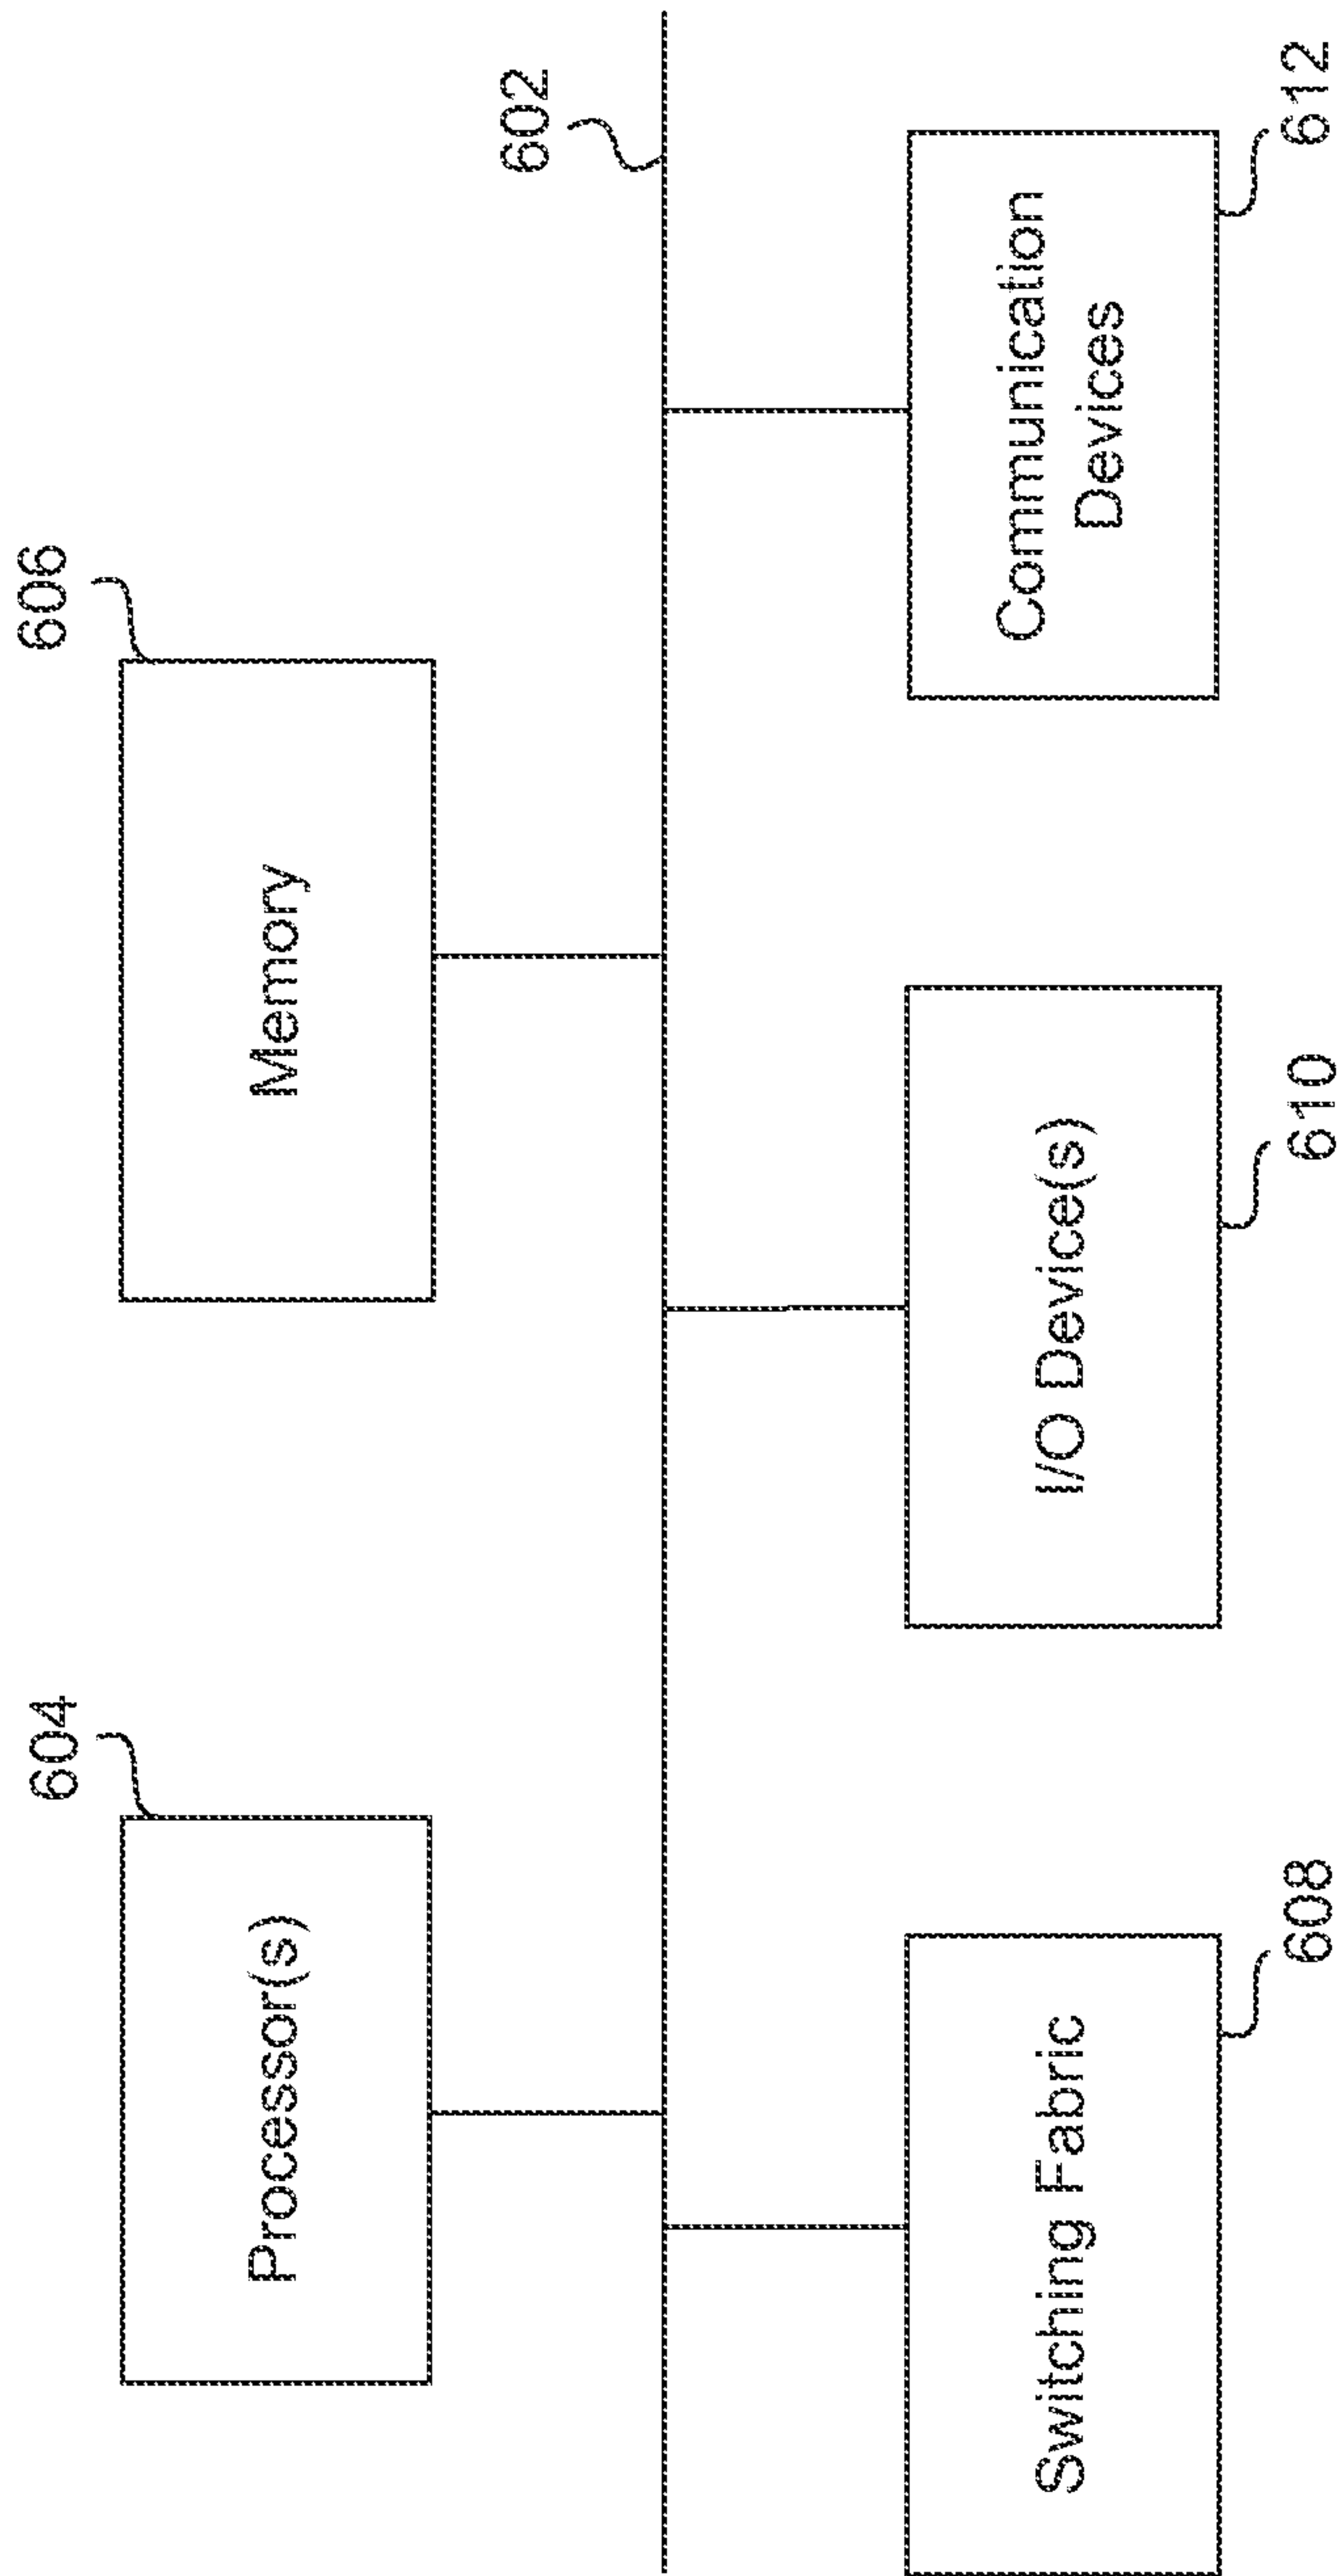 604
Processor(s)
606
Memory
602
Switching Fabric
608
I/O Device(s)
610
Communication
Devices
612